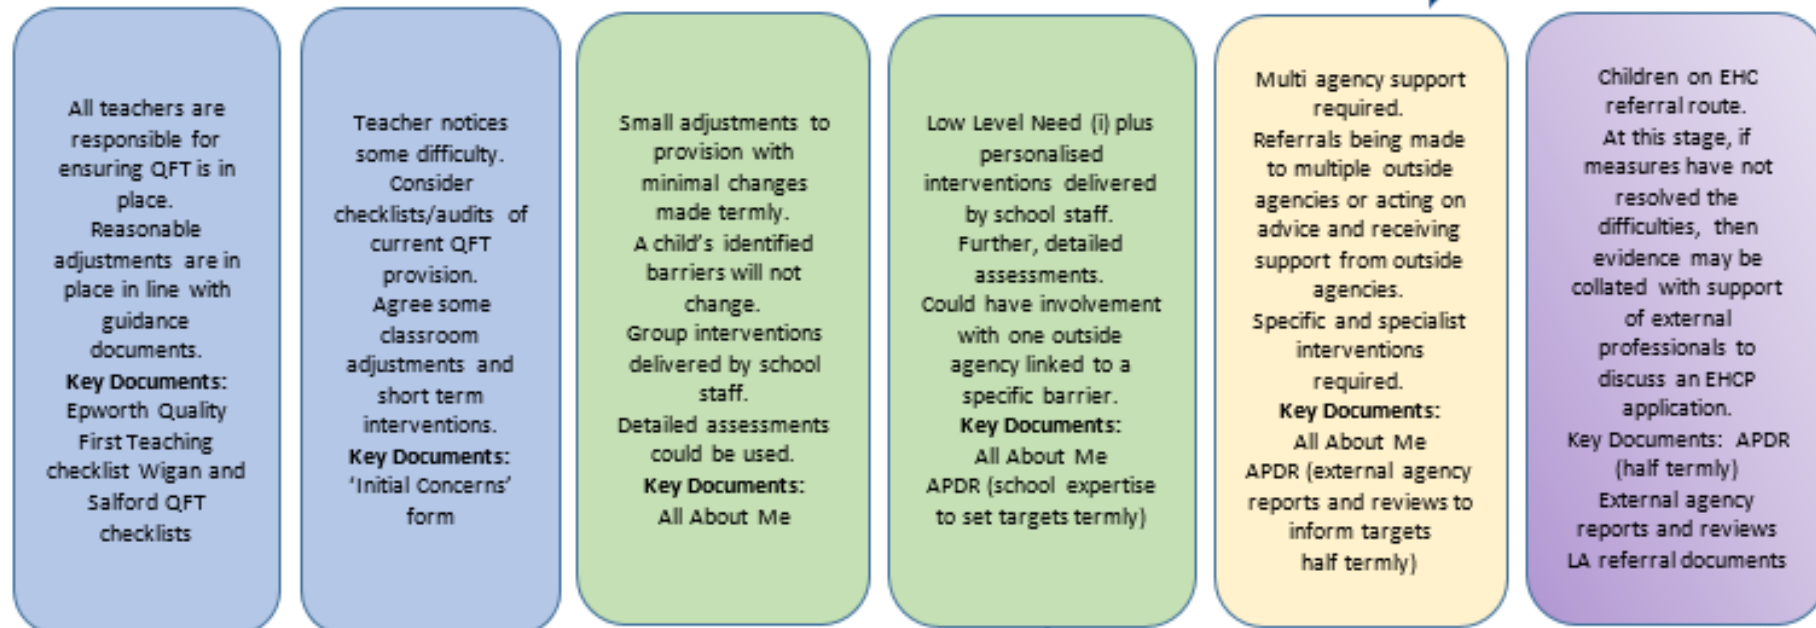 All teachers are
responsible for
ensuring QFT is in
place.
Reasonable
adjustments are in
place in line with
guidance
documents.
Key Documents:
Epworth Quality
First Teaching
checklist Wigan and
Salford QFT
checklists
Teacher notices
some difficulty.
Consider
checklists/audits of
current QFT
provision.
Agree some
classroom
adjustments and
short term
interventions.
Key Documents:
'Initial Concerns'
form
Small adjustments to
provision with
minimal changes
made termly.
A child's identified
barriers will not
change.
Group interventions
delivered by school
staff.
Detailed assessments
could be used.
Key Documents:
All About Me
Low Level Need (i) plus
personalised
interventions delivered
by school staff.
Further, detailed
assessments.
Could have involvement
with one outside
agency linked to a
specific barrier.
Key Documents:
All About Me
APDR (school expertise
to set targets termly)
Multi agency support
required.
Referrals being made
to multiple outside
agencies or acting on
advice and receiving
support from outside
agencies.
Specific and specialist
interventions
required.
Key Documents:
All About Me
APDR (external agency
reports and reviews to
inform targets
half termly)
Children on EHC
referral route.
At this stage, if
measures have not
resolved the
difficulties, then
evidence may be
collated with support
of external
professionals to
discuss an EHCP
application.
Key Documents: APDR
(half termly)
External agency
reports and reviews
LA referral documents